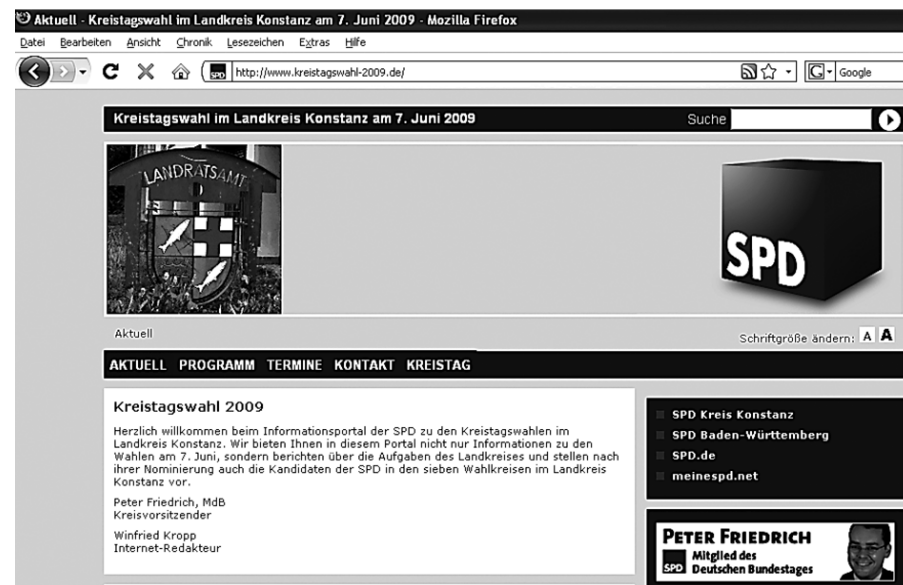 Aktuell - Kreistagswahl im Landkreis Konstanz am 7. Juni 2009 - Mozilla Firefox
Datei Bearbeiten Ansicht Chronik Lesezeichen Extras Hilfe
SPD http://www.kreistagswahl-2009.de/ G Google
Kreistagswahl im Landkreis Konstanz am 7. Juni 2009 Suche
LANDRATSAMT
SPD
Aktuell Schriftgröße ändern: A A
AKTUELL PROGRAMM TERMINE KONTAKT KREISTAG
Kreistagswahl 2009
Herzlich willkommen beim Informationsportal der SPD zu den Kreistagswahlen im
Landkreis Konstanz. Wir bieten Ihnen in diesem Portal nicht nur Informationen zu den
Wahlen am 7. Juni, sondern berichten über die Aufgaben des Landkreises und stellen nach
ihrer Nominierung auch die Kandidaten der SPD in den sieben Wahlkreisen im Landkreis
Konstanz vor.
Peter Friedrich, MdB
Kreisvorsitzender
Winfried Kropp
Internet-Redakteur
SPD Kreis Konstanz
SPD Baden-Württemberg
SPD.de
meinespd.net
PETER FRIEDRICH
Mitglied des
SPD Deutschen Bundestages